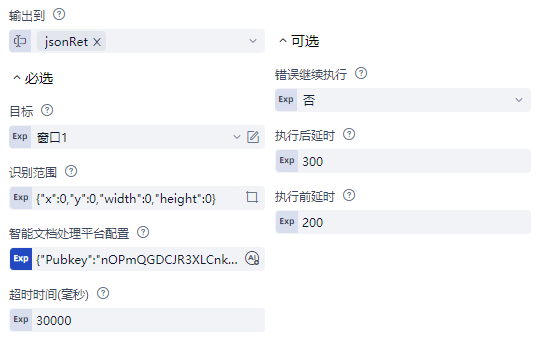 输出到
jsonRet ×
必选
目标
Exp 窗口1
识别范围
Exp {"x":0,"y":0,"width":0,"height":0}
智能文档处理平台配置
Exp {"Pubkey":"nOPmQGDCJR3XLCnk...
超时时间(毫秒)
Exp 30000
可选
错误继续执行
Exp 否
执行后延时
Exp 300
执行前延时
Exp 200